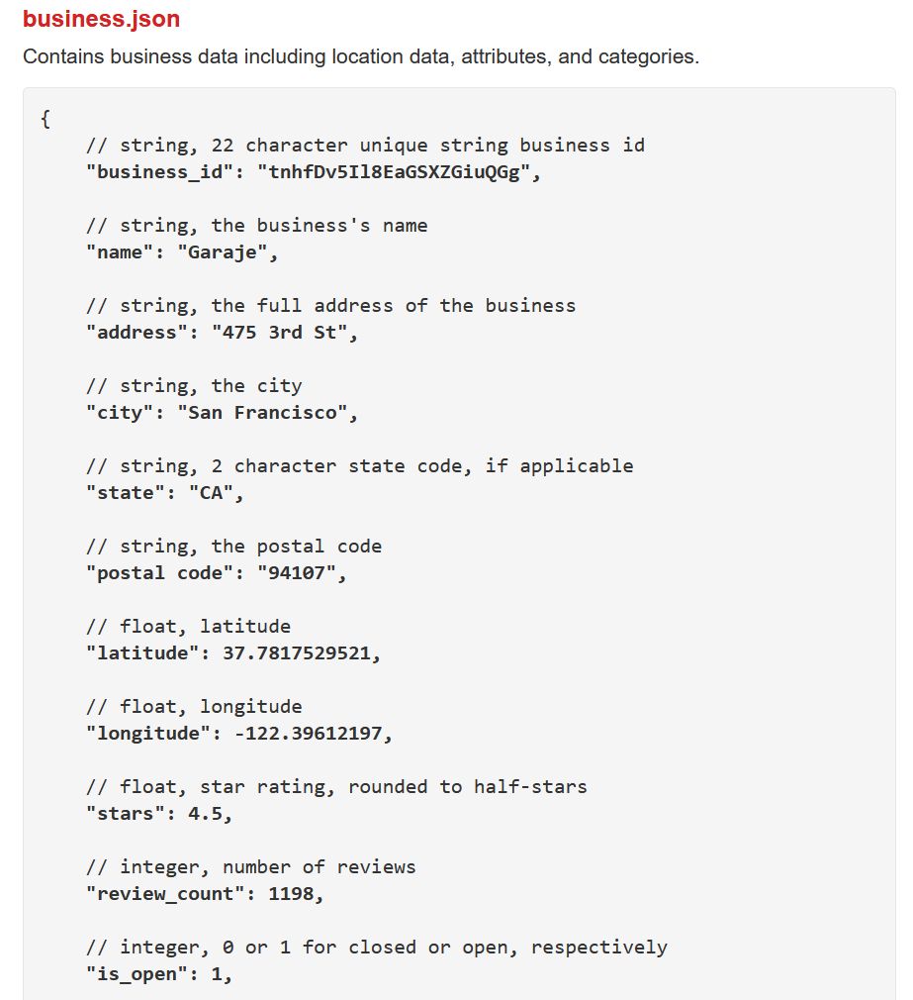 business.json
Contains business data including location data, attributes, and categories.
{
// string, 22 character unique string business id
"business_id": "tnhfDv5Il8EaGSXZGiuQGg",
// string, the business's name
"name": "Garaje",
// string, the full address of the business
"address": "475 3rd St",
// string, the city
"city": "San Francisco",
// string, 2 character state code, if applicable
"state": "CA",
// string, the postal code
"postal code": "94107",
// float, latitude
"latitude": 37.7817529521,
// float, longitude
"longitude": -122.39612197,
// float, star rating, rounded to half-stars
"stars": 4.5,
// integer, number of reviews
"review_count": 1198,
// integer, 0 or 1 for closed or open, respectively
"is_open": 1,